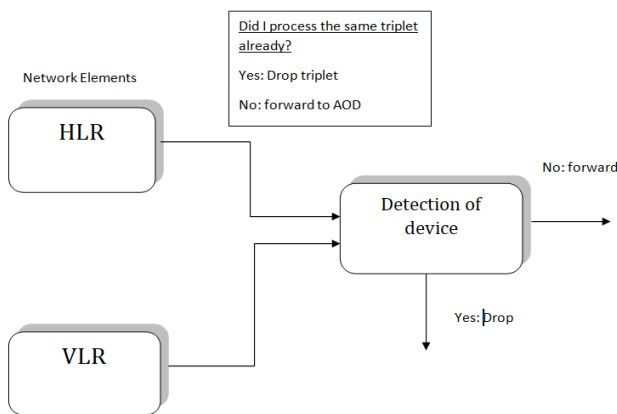 Did I process the same triplet
already?
Yes: Drop triplet
No: forward to AOD
Network Elements
HLR
Detection of
device
No: forward
Yes: Drop
VLR